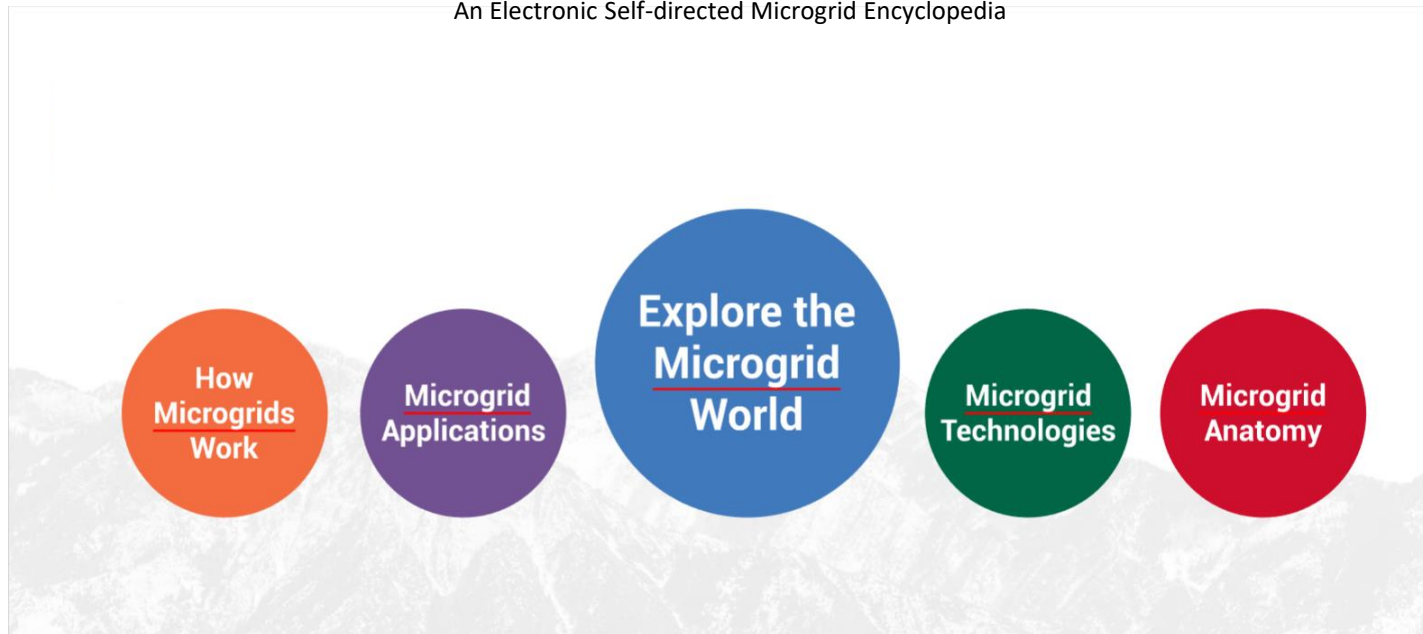 An Electronic Self-directed Microgrid Encyclopedia
How
Microgrids
Work
Microgrid
Applications
Explore the
Microgrid
World
Microgrid
Technologies
Microgrid
Anatomy